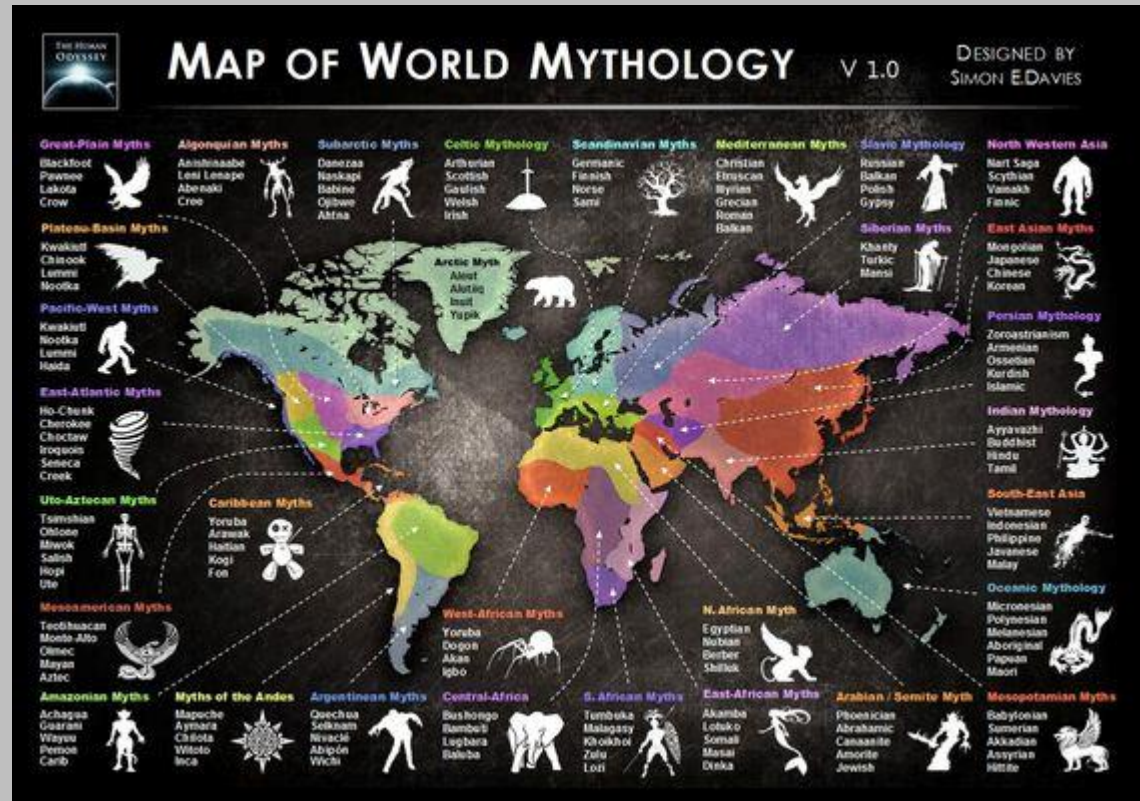 THE HUMAN
ODYSSEY
MAP OF WORLD MYTHOLOGY
V 1.0
DESIGNED BY
SIMON E.DAVIES
Great-Plain Myths
Blackfoot
Pawnee
Lakota
Crow
Algonquian Myths
Anishinaabe
Leni Lenape
Abenaki
Cree
Subarctic Myths
Danezaa
Naskapi
Babine
Ojibwe
Ahtna
Celtic Mythology
Arthurian
Scottish
Gaulish
Welsh
Irish
Scandinavian Myths
Germanic
Finnish
Norse
Sami
Mediterranean Myths
Christian
Etruscan
Illyrian
Grecian
Roman
Balkan
Slavic Mythology
Russian
Balkan
Polish
Gypsy
North Western Asia
Nart Saga
Scythian
Vainakh
Finnic
Plateau-Basin Myths
Kwakiutl
Chinook
Lummi
Nootka
Arctic Myth
Aleut
Alutiiq
Inuit
Yupik
Siberian Myths
Khanty
Turkic
Mansi
East Asian Myths
Mongolian
Japanese
Chinese
Korean
Pacific-West Myths
Kwakiutl
Nootka
Lummi
Haida
Persian Mythology
Zoroastrianism
Armenian
Ossetian
Kurdish
Islamic
East-Atlantic Myths
Ho-Chunk
Cherokee
Choctaw
Iroquois
Seneca
Creek
Indian Mythology
Ayyavazhi
Buddhist
Hindu
Tamil
Uto-Aztecan Myths
Tsimshian
Ohlone
Miwok
Salish
Hopi
Ute
Caribbean Myths
Yoruba
Arawak
Haitian
Kogi
Fon
South-East Asia
Vietnamese
Indonesian
Philippine
Javanese
Malay
Mesoamerican Myths
Teotihuacan
Monte-Alto
Olmec
Mayan
Aztec
West-African Myths
Yoruba
Dogon
Akan
Igbo
N. African Myth
Egyptian
Nubian
Berber
Shilluk
Oceanic Mythology
Micronesian
Polynesian
Melanesian
Aboriginal
Papuan
Maori
Amazonian Myths
Achagua
Guarani
Wayuu
Pemon
Carib
Myths of the Andes
Mapuche
Aymara
Chilota
Witoto
Inca
Argentinean Myths
Quechua
Selknam
Nivaclé
Abipón
Wichi
Central-Africa
Bushongo
Bambuti
Lugbara
Baluba
S. African Myths
Tumbuka
Malagasy
Khoikhoi
Zulu
Lozi
East-African Myths
Akamba
Lotuko
Somali
Masai
Dinka
Arabian / Semite Myth
Phoenician
Abrahamic
Canaanite
Amorite
Jewish
Mesopotamian Myths
Babylonian
Sumerian
Akkadian
Assyrian
Hittite